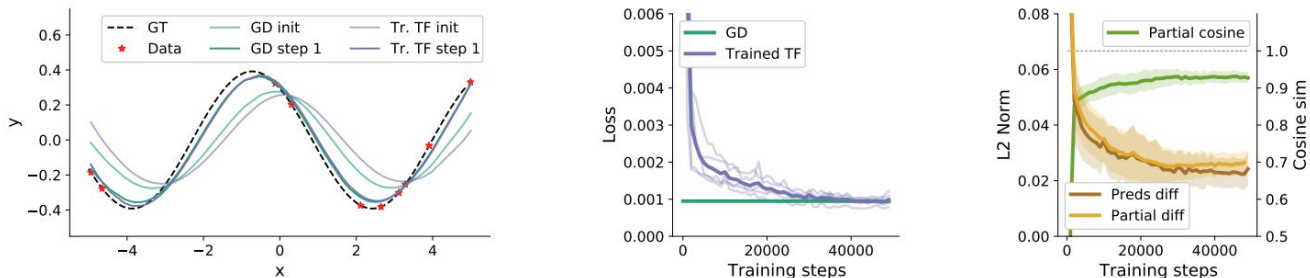 GT
Data
GD init
GD step 1
Tr. TF init
Tr. TF step 1
0.6
0.4
0.2
0.0
−0.2
−0.4
y
−4
−2
0
2
4
x
GD
Trained TF
0.006
0.005
0.004
0.003
0.002
0.001
0.000
Loss
0
20000
40000
Training steps
Partial cosine
Preds diff
Partial diff
0.08
0.06
0.04
0.02
L2 Norm
1.0
0.9
0.8
0.7
0.6
0.5
Cosine sim
0
20000
40000
Training steps